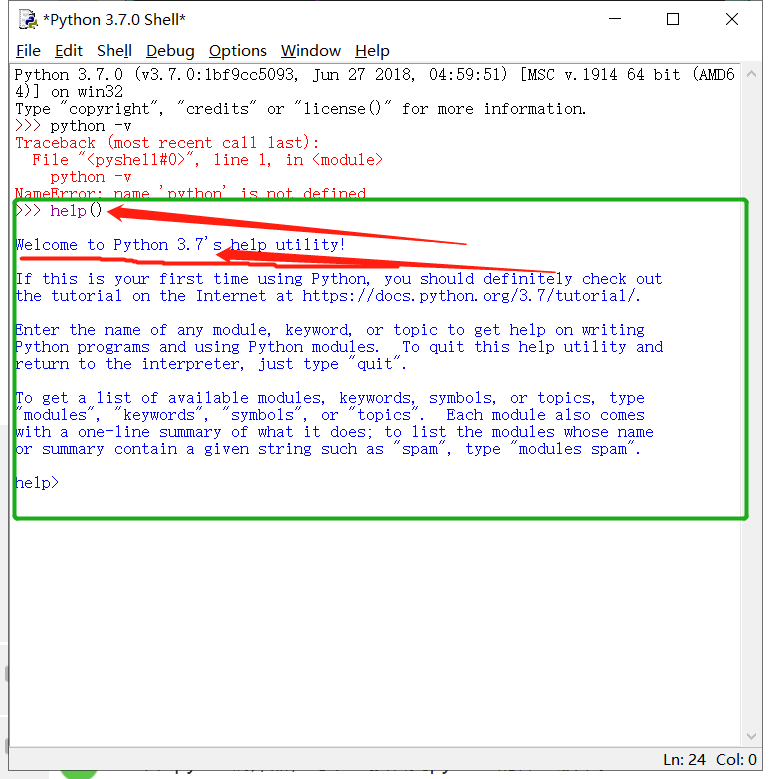 *Python 3.7.0 Shell*
File Edit Shell Debug Options Window Help
Python 3.7.0 (v3.7.0:1bf9cc5093, Jun 27 2018, 04:59:51) [MSC v.1914 64 bit (AMD6
4)] on win32
Type "copyright", "credits" or "license()" for more information.
>>> python -v
Traceback (most recent call last):
  File "<pyshell#0>", line 1, in <module>
    python -v
NameError: name 'python' is not defined
>>> help()
Welcome to Python 3.7's help utility!
If this is your first time using Python, you should definitely check out
the tutorial on the Internet at https://docs.python.org/3.7/tutorial/.
Enter the name of any module, keyword, or topic to get help on writing
Python programs and using Python modules.  To quit this help utility and
return to the interpreter, just type "quit".
To get a list of available modules, keywords, symbols, or topics, type
"modules", "keywords", "symbols", or "topics".  Each module also comes
with a one-line summary of what it does; to list the modules whose name
or summary contain a given string such as "spam", type "modules spam".
help>
Ln: 24 Col: 0